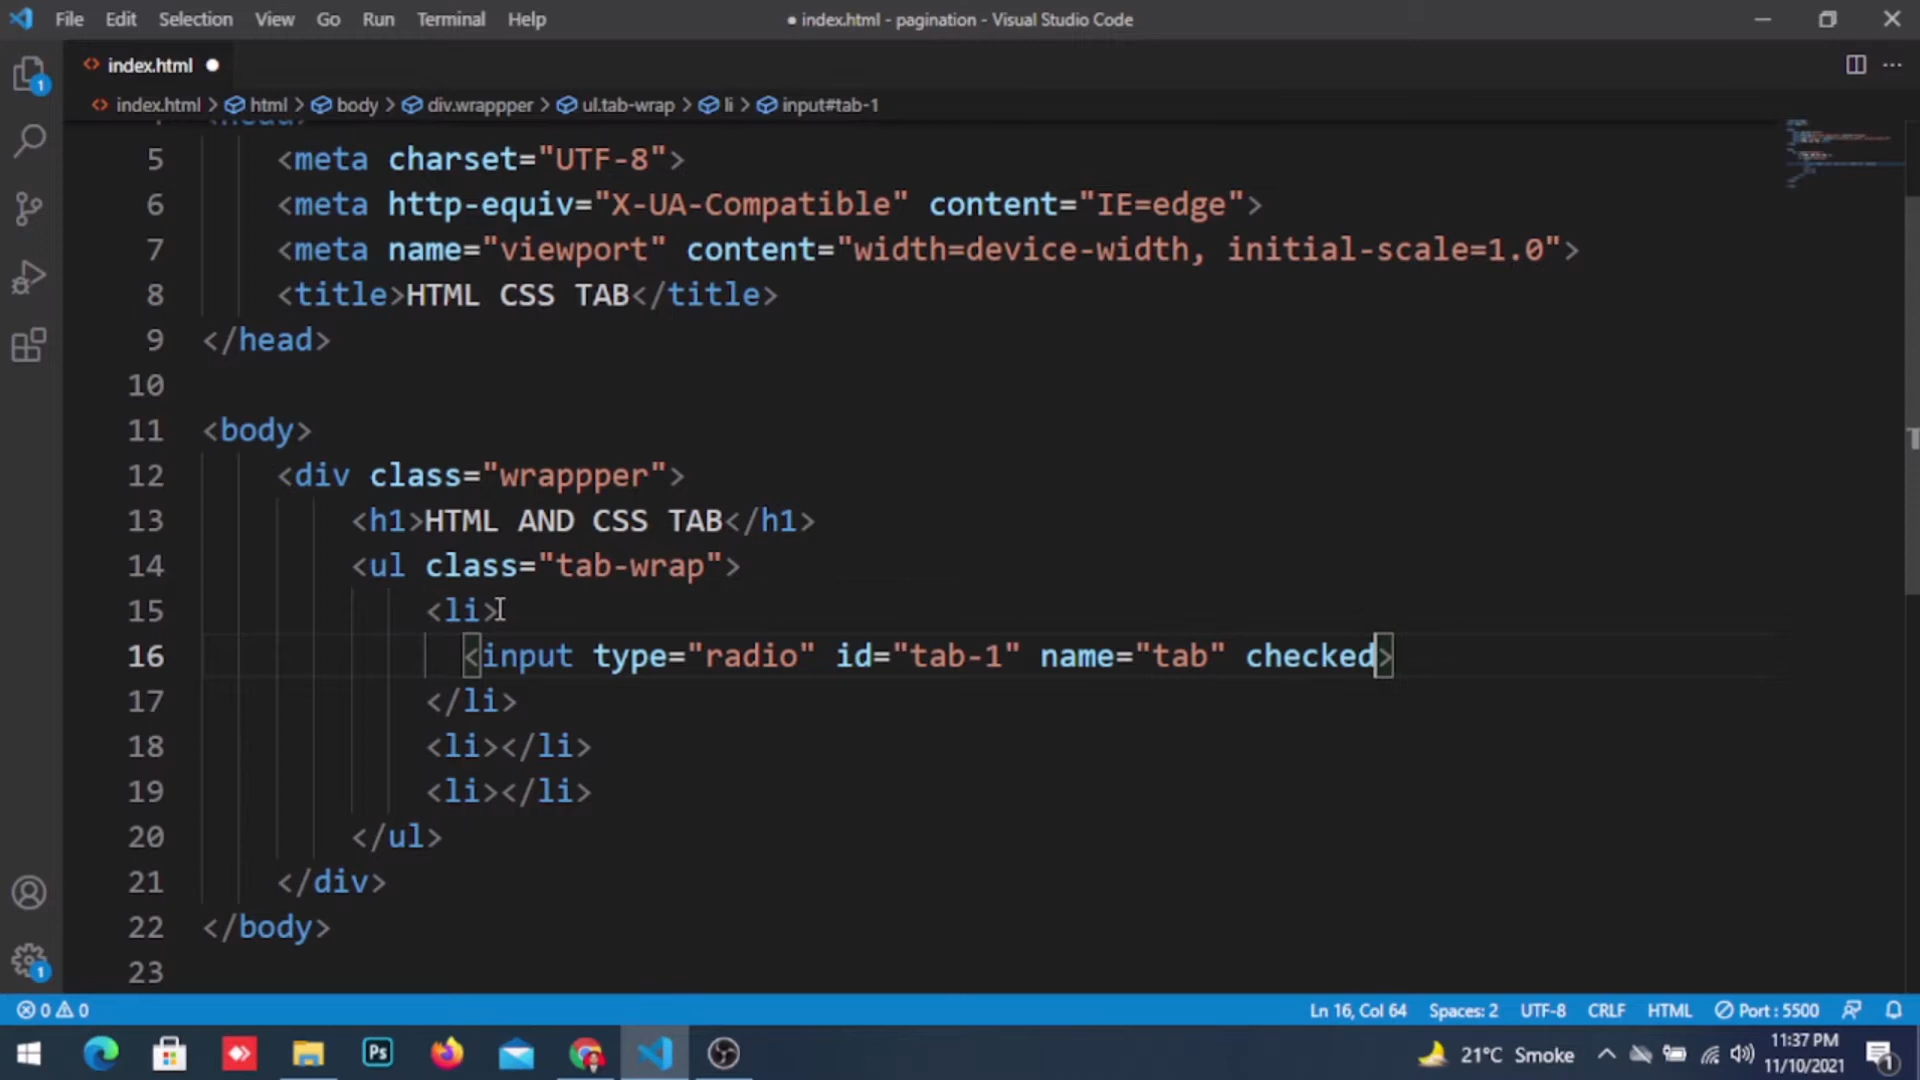 File Edit Selection View Go Run Terminal Help ● index.html - pagination - Visual Studio Code
index.html ●
index.html > html > body > div.wrappper > ul.tab-wrap > li > input#tab-1
<head>
5 <meta charset="UTF-8">
6 <meta http-equiv="X-UA-Compatible" content="IE=edge">
7 <meta name="viewport" content="width=device-width, initial-scale=1.0">
8 <title>HTML CSS TAB</title>
9 </head>
10
11 <body>
12 <div class="wrappper">
13 <h1>HTML AND CSS TAB</h1>
14 <ul class="tab-wrap">
15 <li>
16 <input type="radio" id="tab-1" name="tab" checked>
17 </li>
18 <li></li>
19 <li></li>
20 </ul>
21 </div>
22 </body>
23
1
1
0 0 Ln 16, Col 64 Spaces: 2 UTF-8 CRLF HTML Port : 5500
Ps 21°C Smoke 11:37 PM
11/10/2021 1